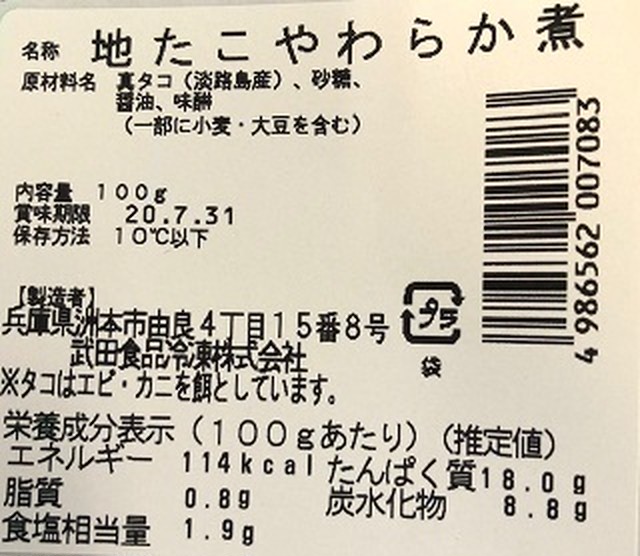 名称 地たこやわらか煮
原材料名 真タコ（淡路島産）、砂糖、
醤油、味醂
（一部に小麦・大豆を含む）
内容量 １００ｇ
賞味期限 20.7.31
保存方法 １０℃以下
【製造者】
兵庫県洲本市由良４丁目１５番８号
武田食品冷凍株式会社
※タコはエビ・カニを餌としています。
プラ
袋
4 986562 007083
栄養成分表示（１００ｇあたり）（推定値）
エネルギー 114kcal たんぱく質18.0g
脂質 0.8g 炭水化物 8.8g
食塩相当量 1.9g